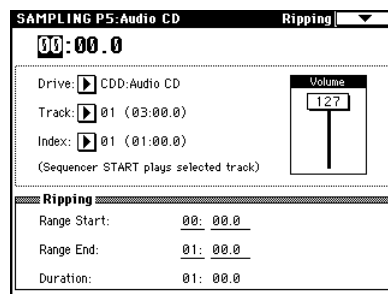 SAMPLING P5:Audio CD Ripping
00:00.0
Drive: CDD:Audio CD
Volume
127
Track: 01 (03:00.0)
Index: 01 (01:00.0)
(Sequencer START plays selected track)
Ripping
Range Start: 00: 00.0
Range End: 01: 00.0
Duration: 01: 00.0